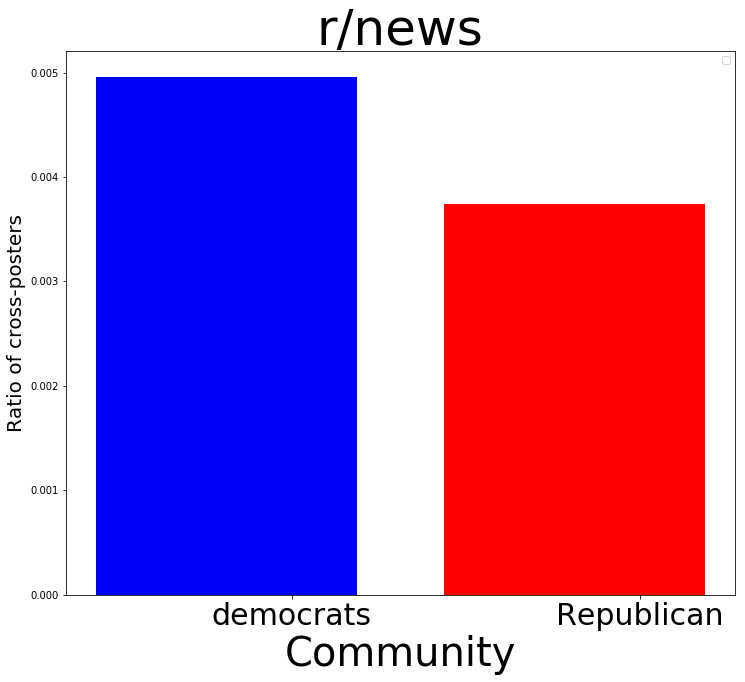 r/news
0.005
0.004
0.003
0.002
0.001
0.000
Ratio of cross-posters
democrats Republican
Community